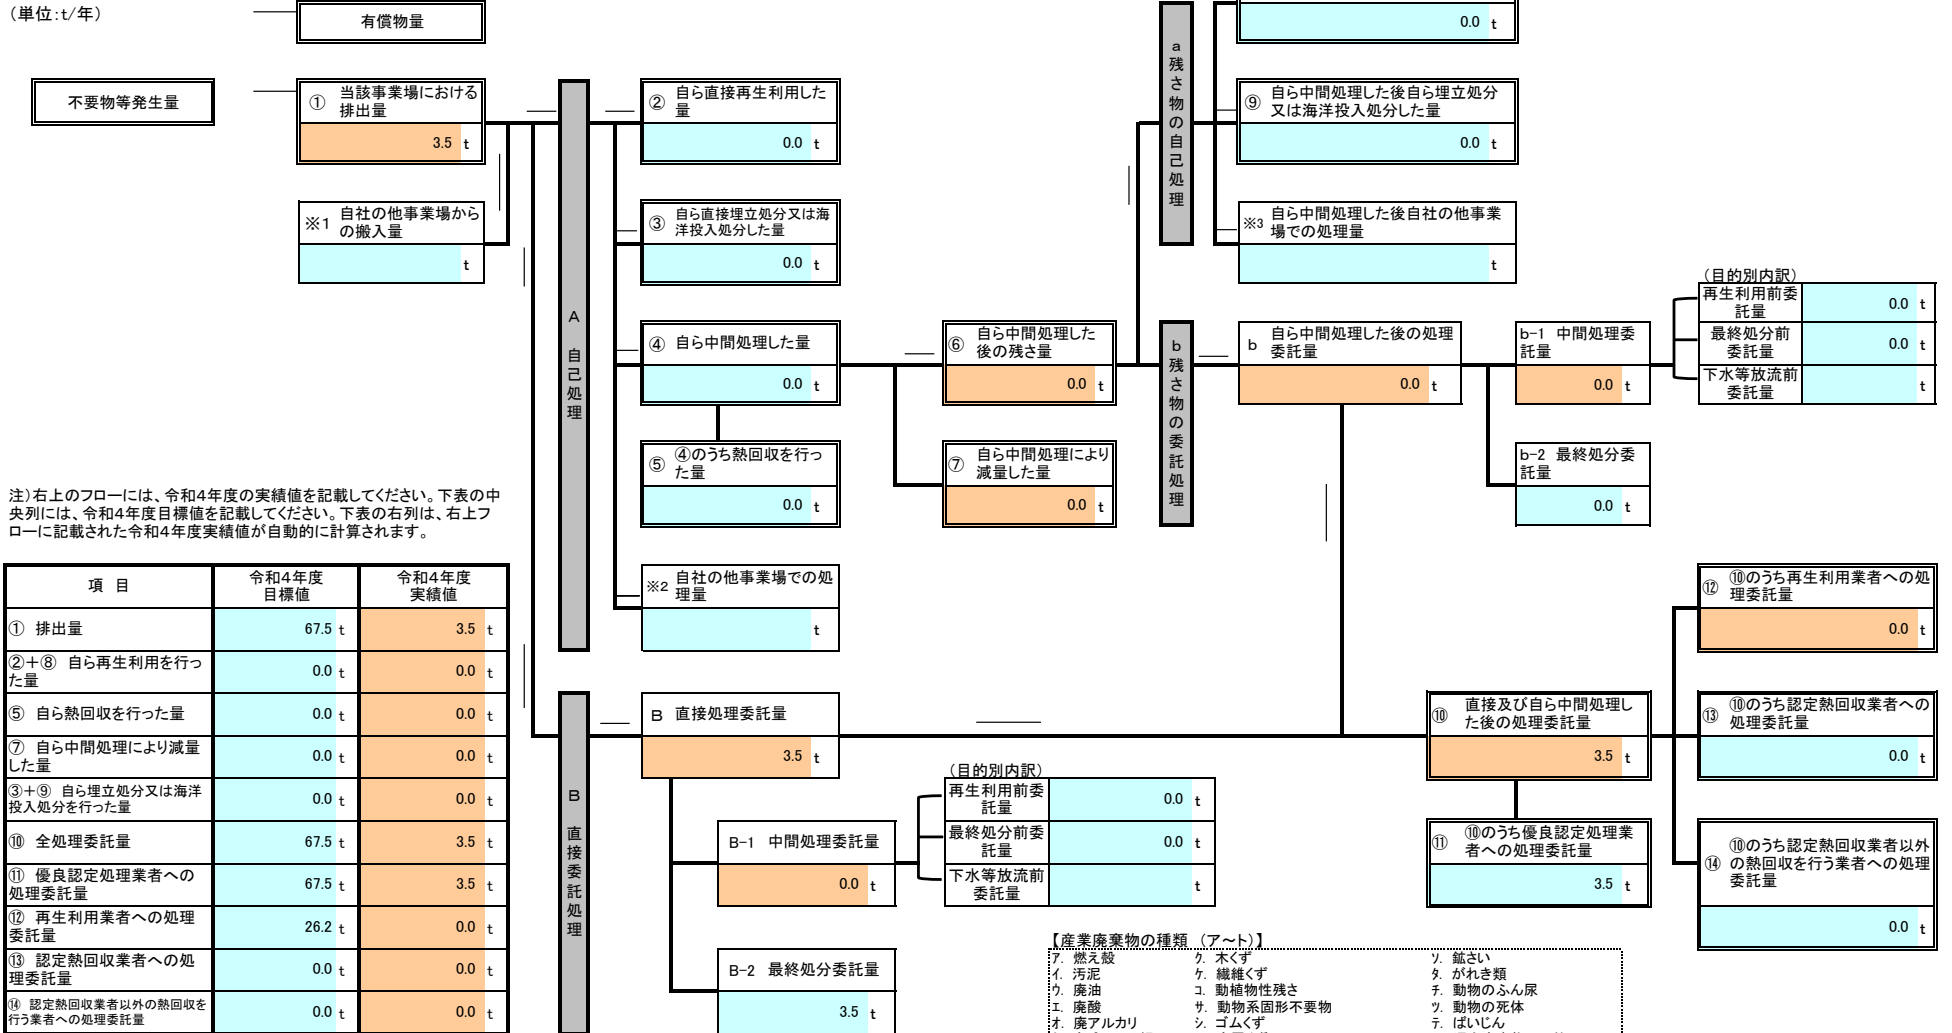 (単位:t/年)
有償物量
不要物等発生量
① 当該事業場における
排出量
3.5 t
※1 自社の他事業場から
の搬入量
t
A 自己処理
② 自ら直接再生利用した
量
0.0 t
③ 自ら直接埋立処分又は海
洋投入処分した量
0.0 t
④ 自ら中間処理した量
0.0 t
⑤ ④のうち熱回収を行っ
た量
0.0 t
※2 自社の他事業場での処
理量
t
⑥ 自ら中間処理した
後の残さ量
0.0 t
⑦ 自ら中間処理により
減量した量
0.0 t
a 残さ物の自己処理
0.0 t
⑨ 自ら中間処理した後自ら埋立処分
又は海洋投入処分した量
0.0 t
※3 自ら中間処理した後自社の他事業
場での処理量
t
b 残さ物の委託処理
b 自ら中間処理した後の処理
委託量
0.0 t
b-1 中間処理委
託量
0.0 t
b-2 最終処分委
託量
0.0 t
(目的別内訳)
再生利用前委
託量
0.0 t
最終処分前
委託量
0.0 t
下水等放流前
委託量
t
注)右上のフローには、令和4年度の実績値を記載してください。下表の中
央列には、令和4年度目標値を記載してください。下表の右列は、右上フ
ローに記載された令和4年度実績値が自動的に計算されます。
項 目 令和4年度
目標値 令和4年度
実績値
① 排出量 67.5 t 3.5 t
②+⑧ 自ら再生利用を行っ
た量 0.0 t 0.0 t
⑤ 自ら熱回収を行った量 0.0 t 0.0 t
⑦ 自ら中間処理により減量
した量 0.0 t 0.0 t
③+⑨ 自ら埋立処分又は海洋
投入処分を行った量 0.0 t 0.0 t
⑩ 全処理委託量 67.5 t 3.5 t
⑪ 優良認定処理業者への
処理委託量 67.5 t 3.5 t
⑫ 再生利用業者への処理
委託量 26.2 t 0.0 t
⑬ 認定熱回収業者への処
理委託量 0.0 t 0.0 t
⑭ 認定熱回収業者以外の熱回収を
行う業者への処理委託量 0.0 t 0.0 t
B 直接委託処理
B 直接処理委託量
3.5 t
B-1 中間処理委託量
0.0 t
B-2 最終処分委託量
3.5 t
(目的別内訳)
再生利用前委
託量
0.0 t
最終処分前委
託量
0.0 t
下水等放流前
委託量
t
⑩ 直接及び自ら中間処理し
た後の処理委託量
3.5 t
⑪ ⑩のうち優良認定処理業
者への処理委託量
3.5 t
⑫ ⑩のうち再生利用業者への処
理委託量
0.0 t
⑬ ⑩のうち認定熱回収業者への
処理委託量
0.0 t
⑭ ⑩のうち認定熱回収業者以外
の熱回収を行う業者への処理
委託量
0.0 t
【産業廃棄物の種類 (ア~ト)】
ア. 燃え殻 ク. 木くず ソ. 鉱さい
イ. 汚泥 ケ. 繊維くず タ. がれき類
ウ. 廃油 コ. 動植物性残さ チ. 動物のふん尿
エ. 廃酸 サ. 動物系固形不要物 ツ. 動物の死体
オ. 廃アルカリ シ. ゴムくず テ. ばいじん